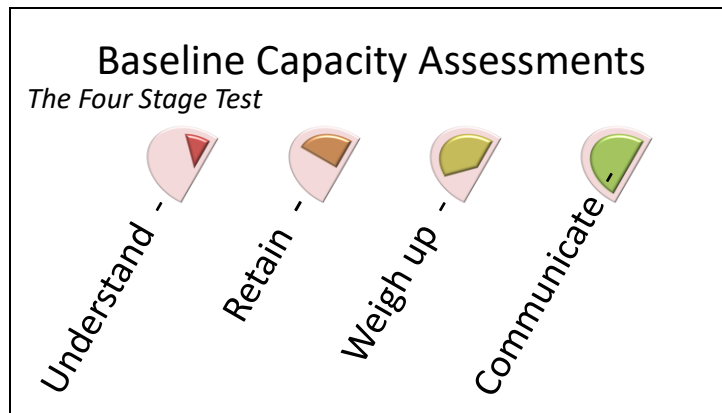 Baseline Capacity Assessments
The Four Stage Test
Understand -
Retain -
Weigh up -
Communicate -